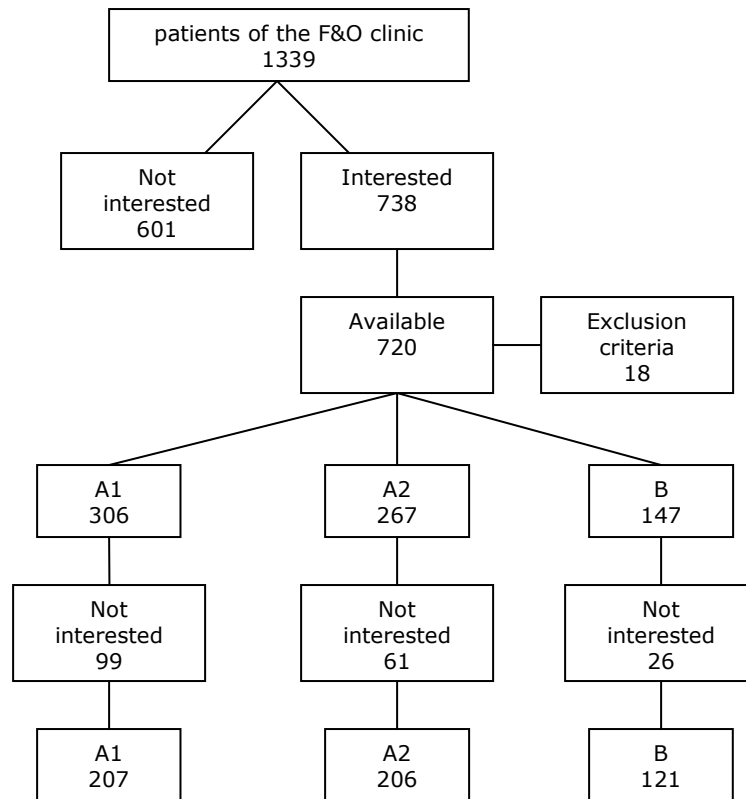 patients of the F&O clinic
1339
Not
interested
601
Interested
738
Available
720
Exclusion
criteria
18
A1
306
A2
267
B
147
Not
interested
99
Not
interested
61
Not
interested
26
A1
207
A2
206
B
121